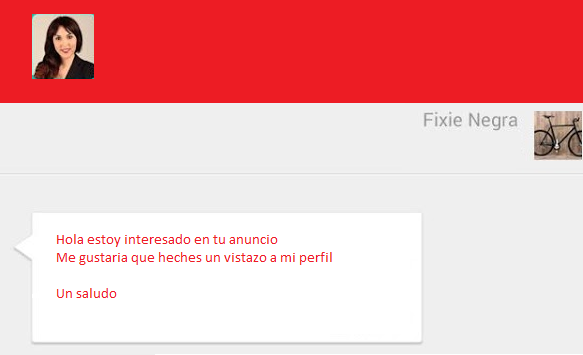 Fixie Negra
Hola estoy interesado en tu anuncio
Me gustaria que heches un vistazo a mi perfil
Un saludo